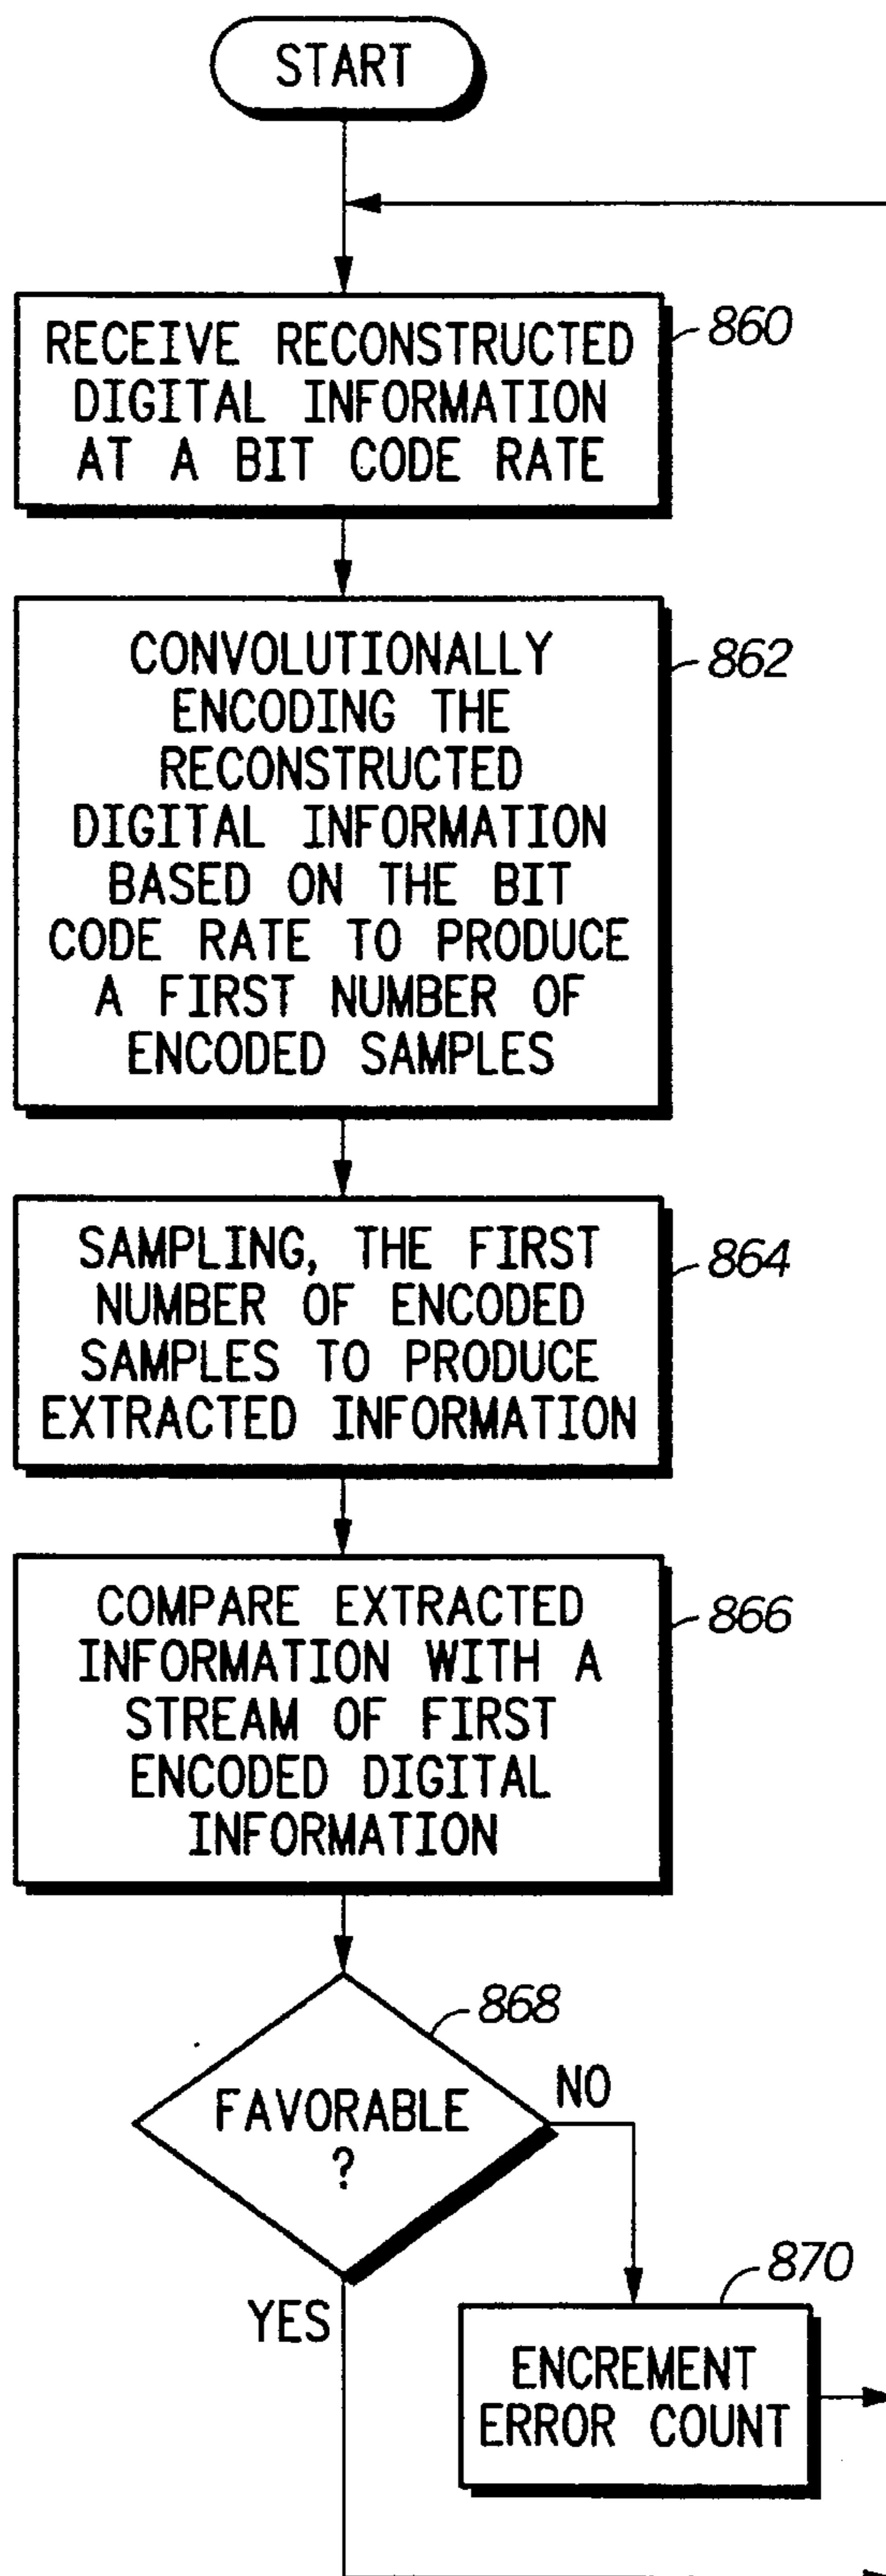 START
RECEIVE RECONSTRUCTED
DIGITAL INFORMATION
AT A BIT CODE RATE
860
CONVOLUTIONALLY
ENCODING THE
RECONSTRUCTED
DIGITAL INFORMATION
BASED ON THE BIT
CODE RATE TO PRODUCE
A FIRST NUMBER OF
ENCODED SAMPLES
862
SAMPLING, THE FIRST
NUMBER OF ENCODED
SAMPLES TO PRODUCE
EXTRACTED INFORMATION
864
COMPARE EXTRACTED
INFORMATION WITH A
STREAM OF FIRST
ENCODED DIGITAL
INFORMATION
866
868
FAVORABLE
?
NO
YES
870
ENCREMENT
ERROR COUNT